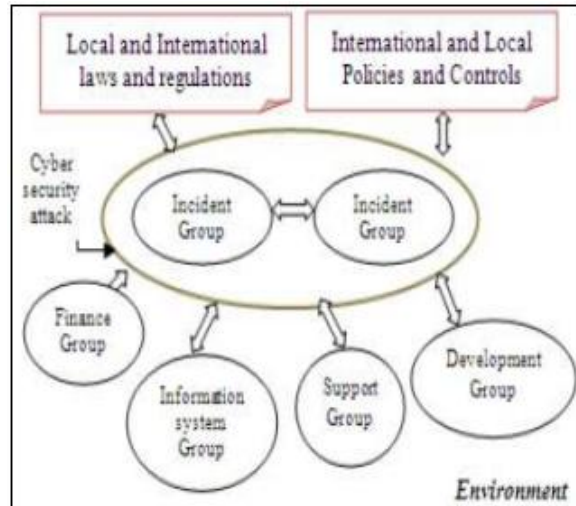 Local and International
laws and regulations
International and Local
Policies and Controls
Cyber
security
attack
Incident
Group
Incident
Group
Finance
Group
Information
system
Group
Support
Group
Development
Group
Environment